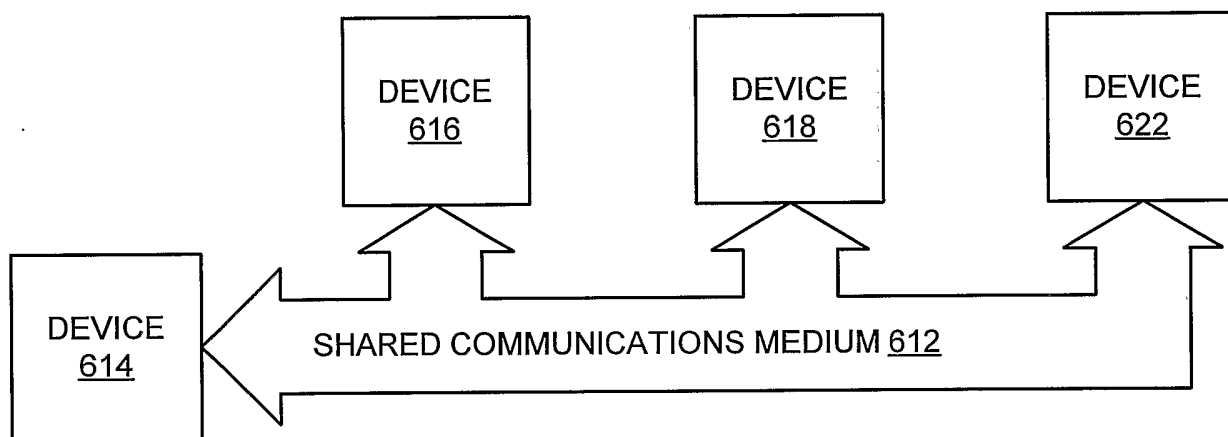 DEVICE
616
DEVICE
618
DEVICE
622
DEVICE
614
SHARED COMMUNICATIONS MEDIUM 612